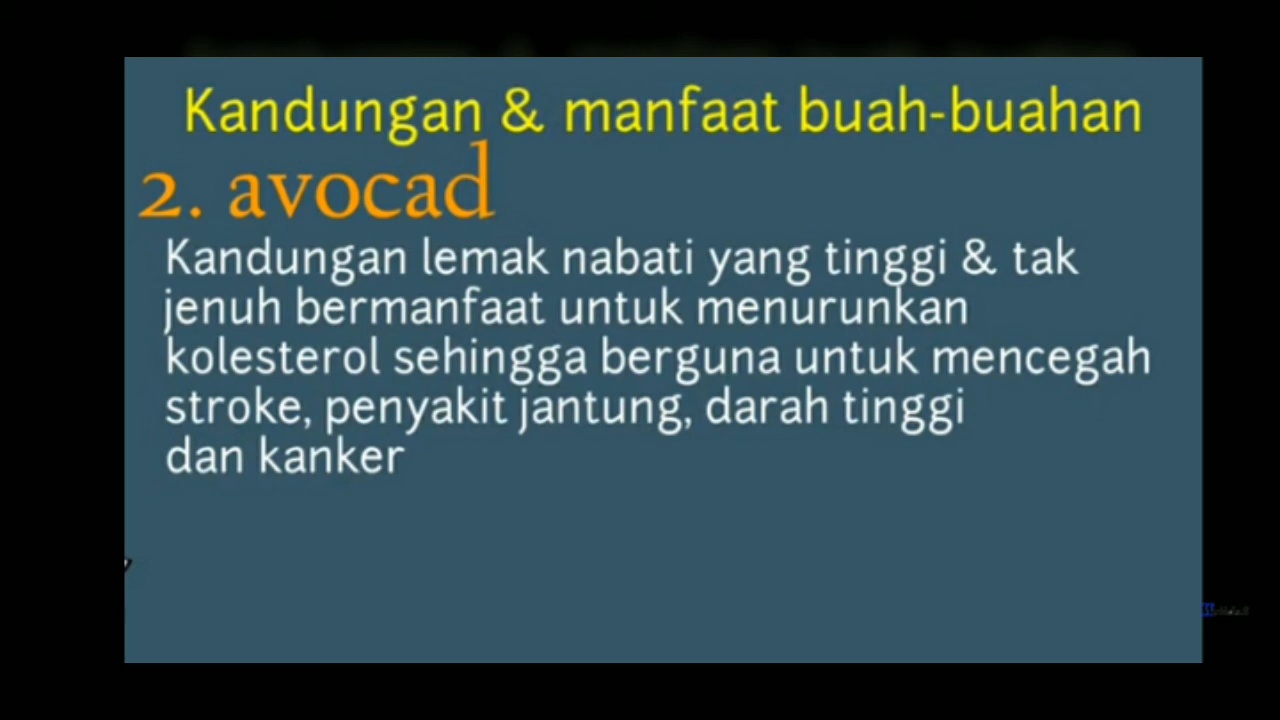 Kandungan & manfaat buah-buahan
2. avocad
Kandungan lemak nabati yang tinggi & tak
jenuh bermanfaat untuk menurunkan
kolesterol sehingga berguna untuk mencegah
stroke, penyakit jantung, darah tinggi
dan kanker